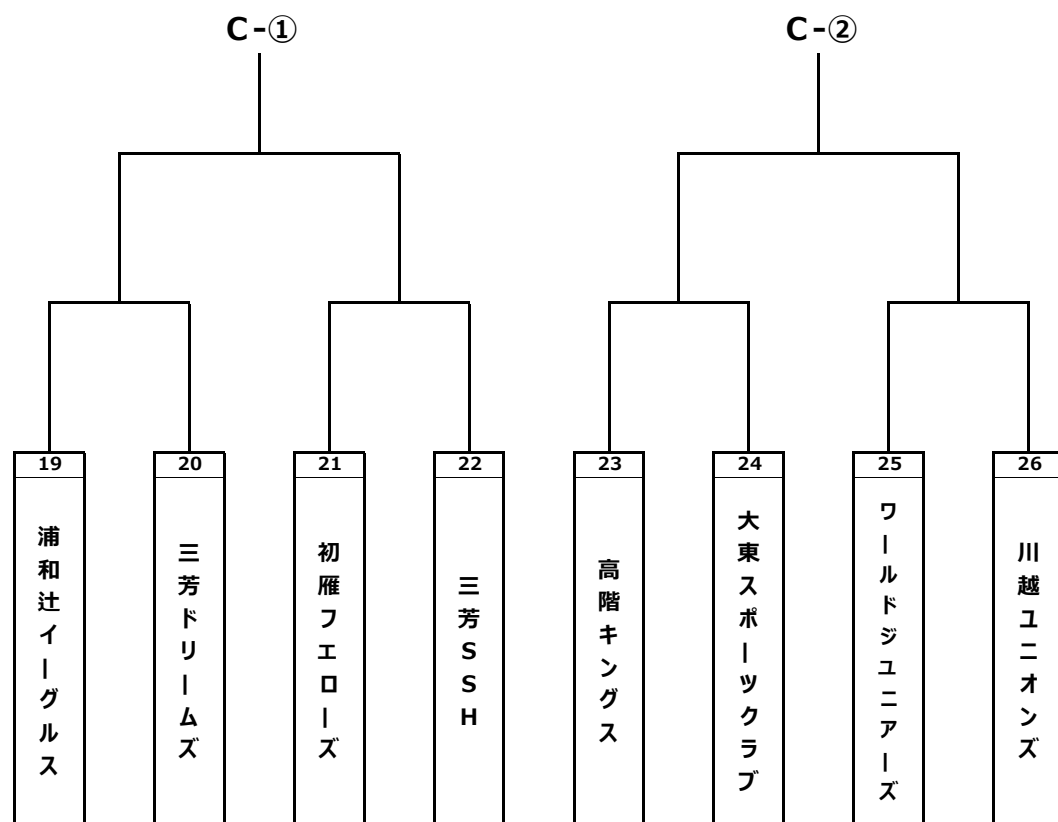 C-①
C-②
19
20
21
22
23
24
25
26
浦和辻イーグルス
三芳ドリームズ
初雁フエローズ
三芳SSH
高階キングス
大東スポーツクラブ
ワールドジユニアーズ
川越ユニオンズ